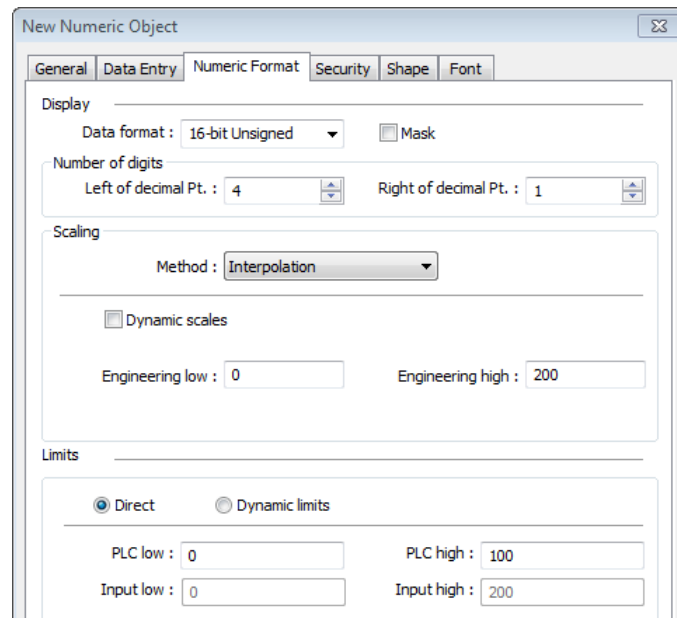 New Numeric Object
General Data Entry Numeric Format Security Shape Font
Display
Data format : 16-bit Unsigned Mask
Number of digits
Left of decimal Pt. : 4 Right of decimal Pt. : 1
Scaling
Method : Interpolation
Dynamic scales
Engineering low : 0 Engineering high : 200
Limits
Direct Dynamic limits
PLC low : 0 PLC high : 100
Input low : 0 Input high : 200